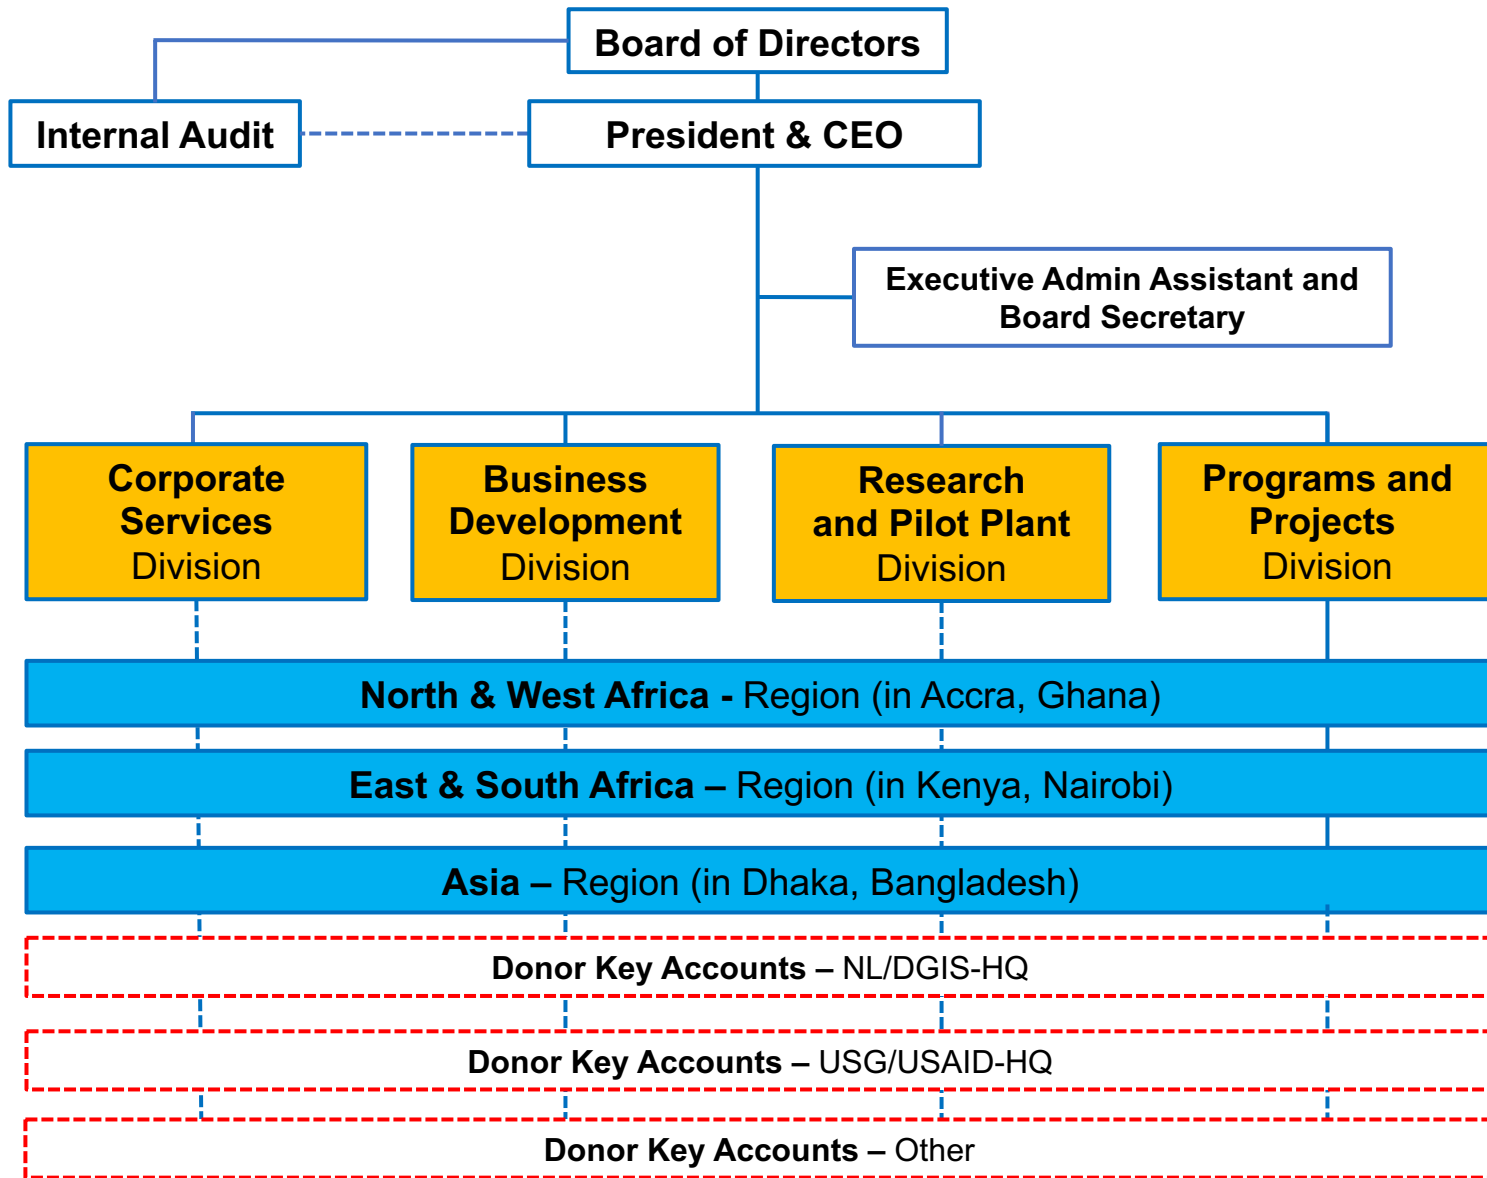 Board of Directors
Internal Audit
President & CEO
Executive Admin Assistant and
Board Secretary
Corporate
Services
Division
Business
Development
Division
Research
and Pilot Plant
Division
Programs and
Projects
Division
North & West Africa - Region (in Accra, Ghana)
East & South Africa – Region (in Kenya, Nairobi)
Asia – Region (in Dhaka, Bangladesh)
Donor Key Accounts – NL/DGIS-HQ
Donor Key Accounts – USG/USAID-HQ
Donor Key Accounts – Other